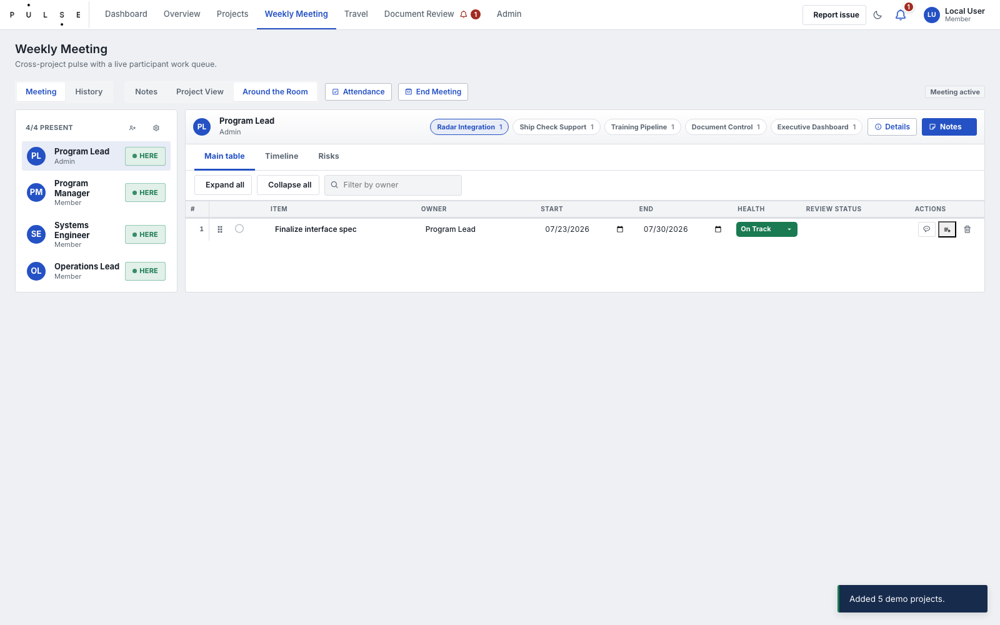 PULSE
Dashboard
Overview
Projects
Weekly Meeting
Travel
Document Review
1
Admin
Report issue
1
LU
Local User
Member
Weekly Meeting
Cross-project pulse with a live participant work queue.
Meeting
History
Notes
Project View
Around the Room
Attendance
End Meeting
Meeting active
4/4 PRESENT
PL
Program Lead
Admin
HERE
PM
Program
Manager
Member
HERE
SE
Systems
Engineer
Member
HERE
OL
Operations Lead
Member
HERE
PL
Program Lead
Admin
Radar Integration 1
Ship Check Support 1
Training Pipeline 1
Document Control 1
Executive Dashboard 1
Details
Notes
Main table
Timeline
Risks
Expand all
Collapse all
Filter by owner
# ITEM OWNER START END HEALTH REVIEW STATUS ACTIONS
1 Finalize interface spec Program Lead 07/23/2026 07/30/2026 On Track
Added 5 demo projects.